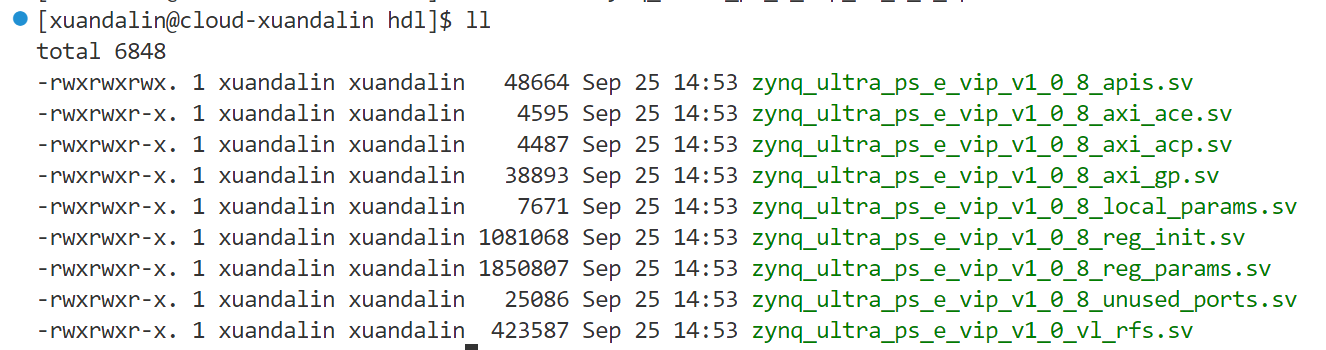 [xuandalin@cloud-xuandalin hdl]$ ll
total 6848
-rwxrwxrwx. 1 xuandalin xuandalin   48664 Sep 25 14:53 zynq_ultra_ps_e_vip_v1_0_8_apis.sv
-rwxrwxr-x. 1 xuandalin xuandalin    4595 Sep 25 14:53 zynq_ultra_ps_e_vip_v1_0_8_axi_ace.sv
-rwxrwxr-x. 1 xuandalin xuandalin    4487 Sep 25 14:53 zynq_ultra_ps_e_vip_v1_0_8_axi_acp.sv
-rwxrwxr-x. 1 xuandalin xuandalin   38893 Sep 25 14:53 zynq_ultra_ps_e_vip_v1_0_8_axi_gp.sv
-rwxrwxr-x. 1 xuandalin xuandalin    7671 Sep 25 14:53 zynq_ultra_ps_e_vip_v1_0_8_local_params.sv
-rwxrwxr-x. 1 xuandalin xuandalin 1081068 Sep 25 14:53 zynq_ultra_ps_e_vip_v1_0_8_reg_init.sv
-rwxrwxr-x. 1 xuandalin xuandalin 1850807 Sep 25 14:53 zynq_ultra_ps_e_vip_v1_0_8_reg_params.sv
-rwxrwxr-x. 1 xuandalin xuandalin   25086 Sep 25 14:53 zynq_ultra_ps_e_vip_v1_0_8_unused_ports.sv
-rwxrwxr-x. 1 xuandalin xuandalin  423587 Sep 25 14:53 zynq_ultra_ps_e_vip_v1_0_vl_rfs.sv